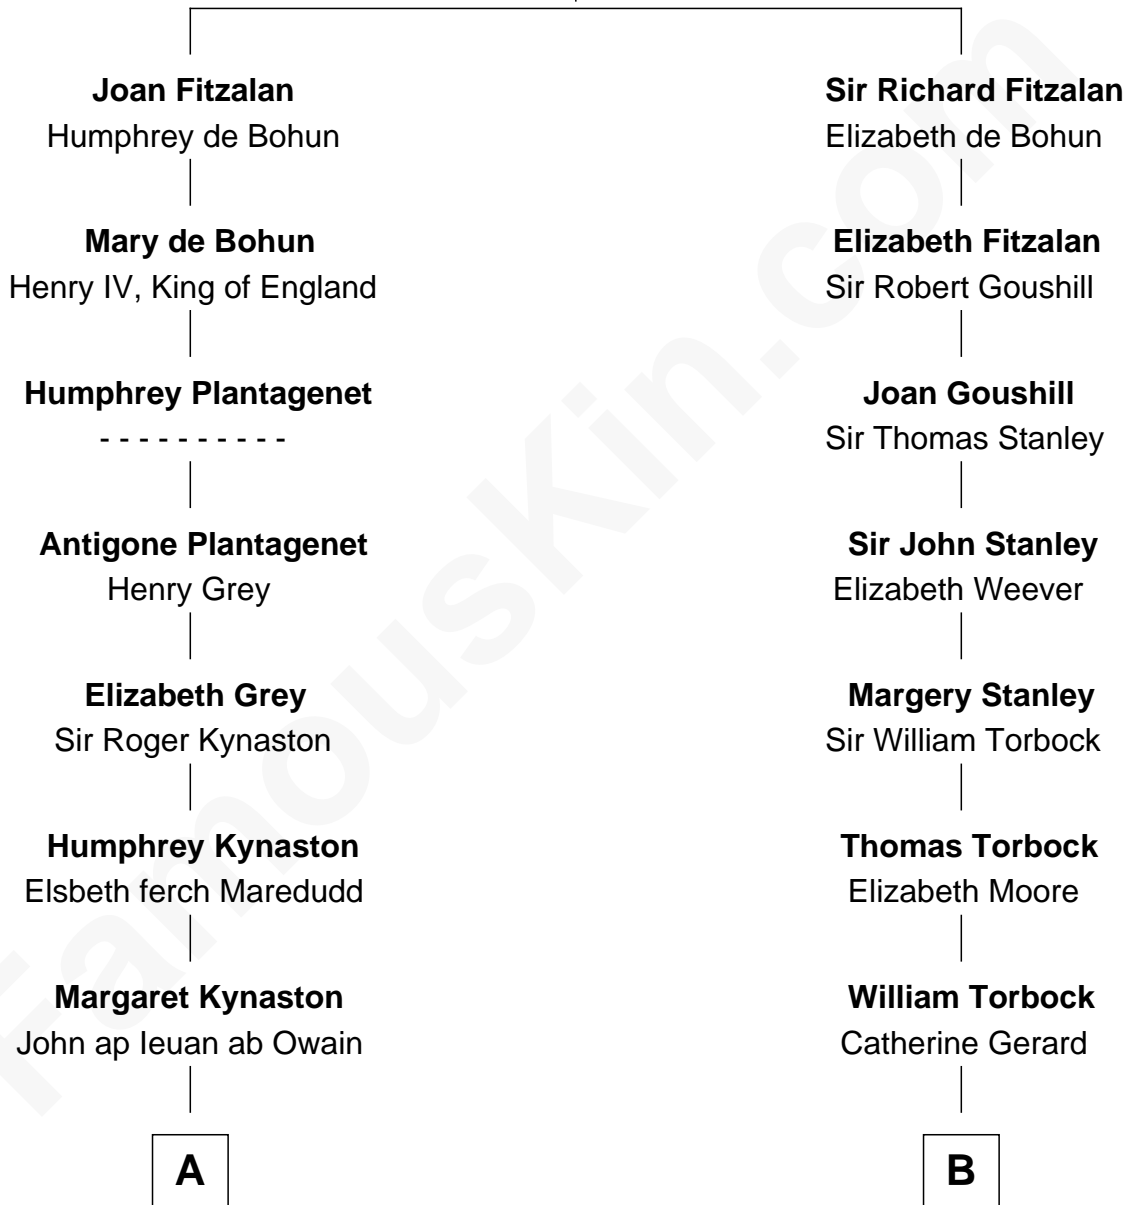 Joan Fitzalan
Humphrey de Bohun
Mary de Bohun
Henry IV, King of England
Humphrey Plantagenet
- - - - - - - - - -
Antigone Plantagenet
Henry Grey
Elizabeth Grey
Sir Roger Kynaston
Humphrey Kynaston
Elsbeth ferch Maredudd
Margaret Kynaston
John ap Ieuan ab Owain
A
Sir Richard Fitzalan
Elizabeth de Bohun
Elizabeth Fitzalan
Sir Robert Goushill
Joan Goushill
Sir Thomas Stanley
Sir John Stanley
Elizabeth Weever
Margery Stanley
Sir William Torbock
Thomas Torbock
Elizabeth Moore
William Torbock
Catherine Gerard
B
FamousKin.com